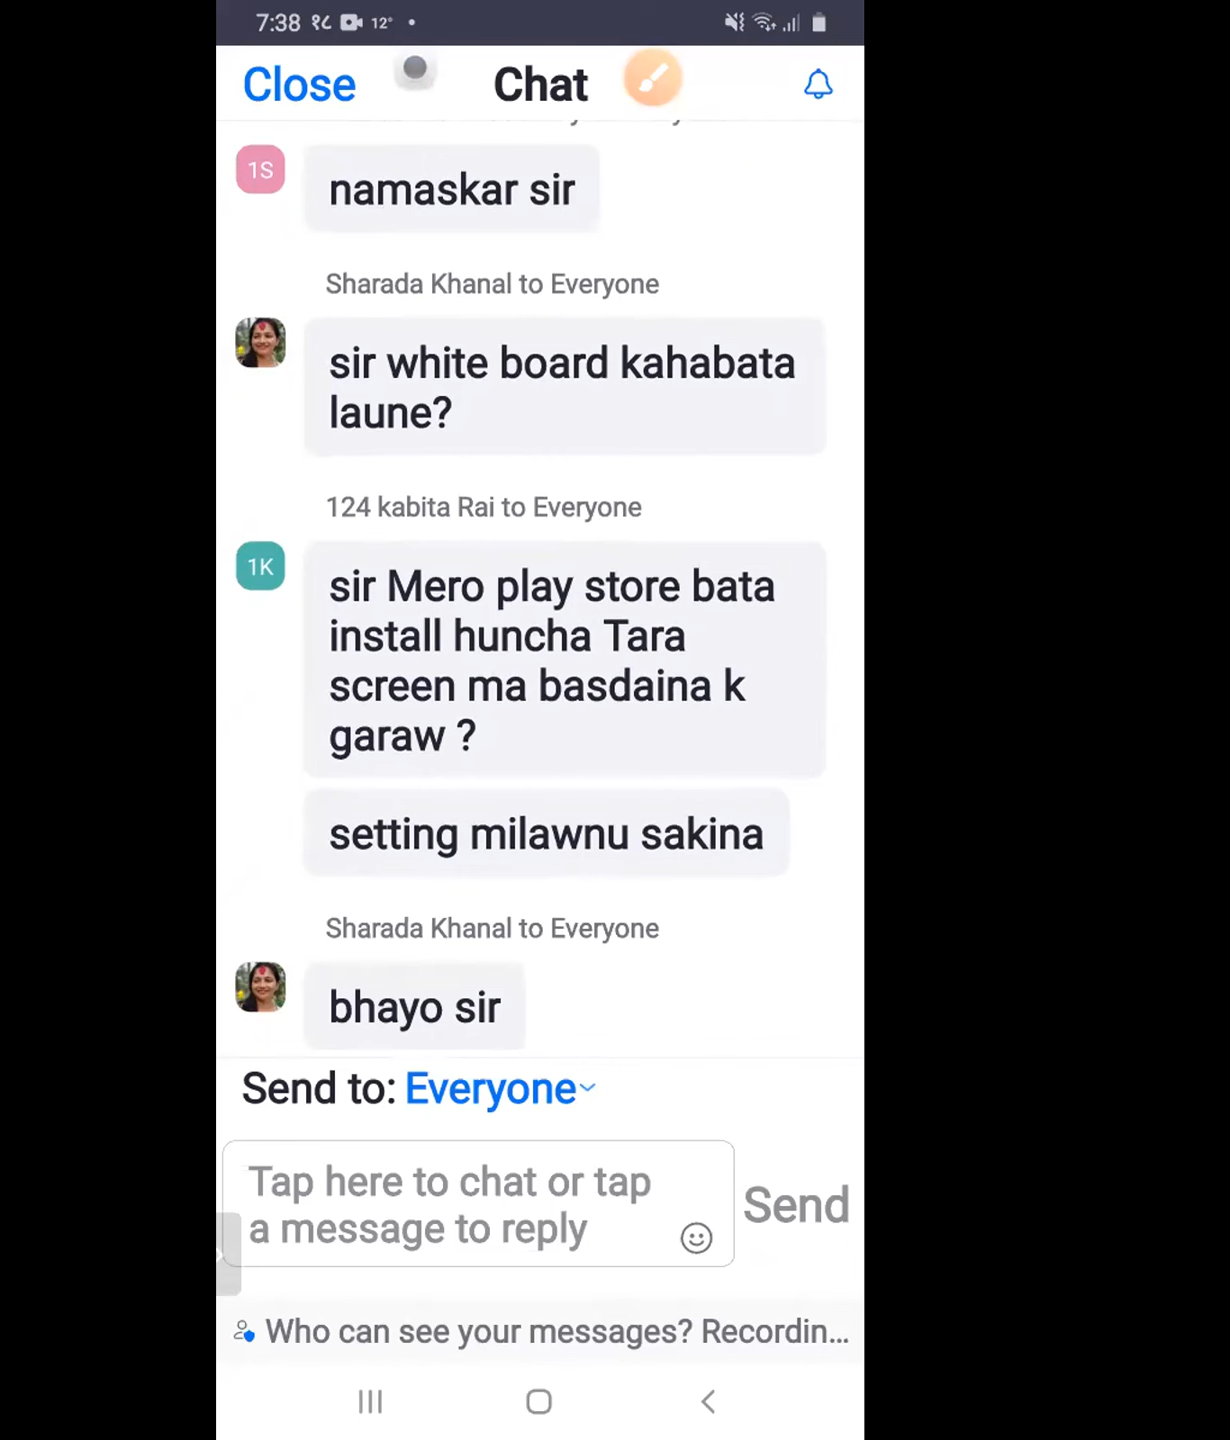 7:38 १८ 12°
Close Chat
1S
namaskar sir
Sharada Khanal to Everyone
sir white board kahabata
laune?
124 kabita Rai to Everyone
1K
sir Mero play store bata
install huncha Tara
screen ma basdaina k
garaw ?
setting milawnu sakina
Sharada Khanal to Everyone
bhayo sir
Send to: Everyone
Tap here to chat or tap
a message to reply
Send
Who can see your messages? Recordin...